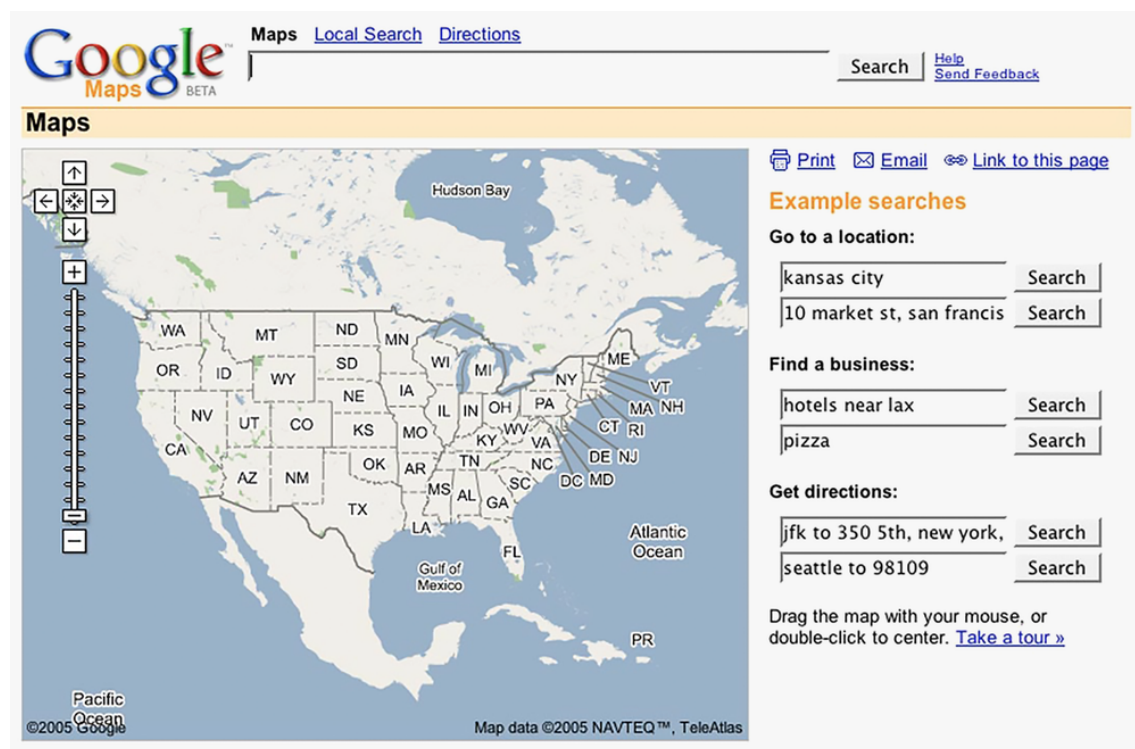 Google™
Maps BETA
Maps Local Search Directions
Search
Help
Send Feedback
Maps
Print Email Link to this page
Example searches
Go to a location:
kansas city Search
10 market st, san francis Search
Find a business:
hotels near lax Search
pizza Search
Get directions:
jfk to 350 5th, new york, Search
seattle to 98109 Search
Drag the map with your mouse, or
double-click to center. Take a tour »
Hudson Bay
WA MT ND MN
OR ID WY SD WI MI NY ME
VT
NV UT CO NE IA IL IN OH PA MA NH
CT RI
CA KS MO KY WV VA
DE NJ
AZ NM OK AR TN NC
DC MD
TX MS AL GA SC
LA
FL
Atlantic
Ocean
Gulf of
Mexico
PR
Pacific
Ocean
©2005 Google
Map data ©2005 NAVTEQ™, TeleAtlas